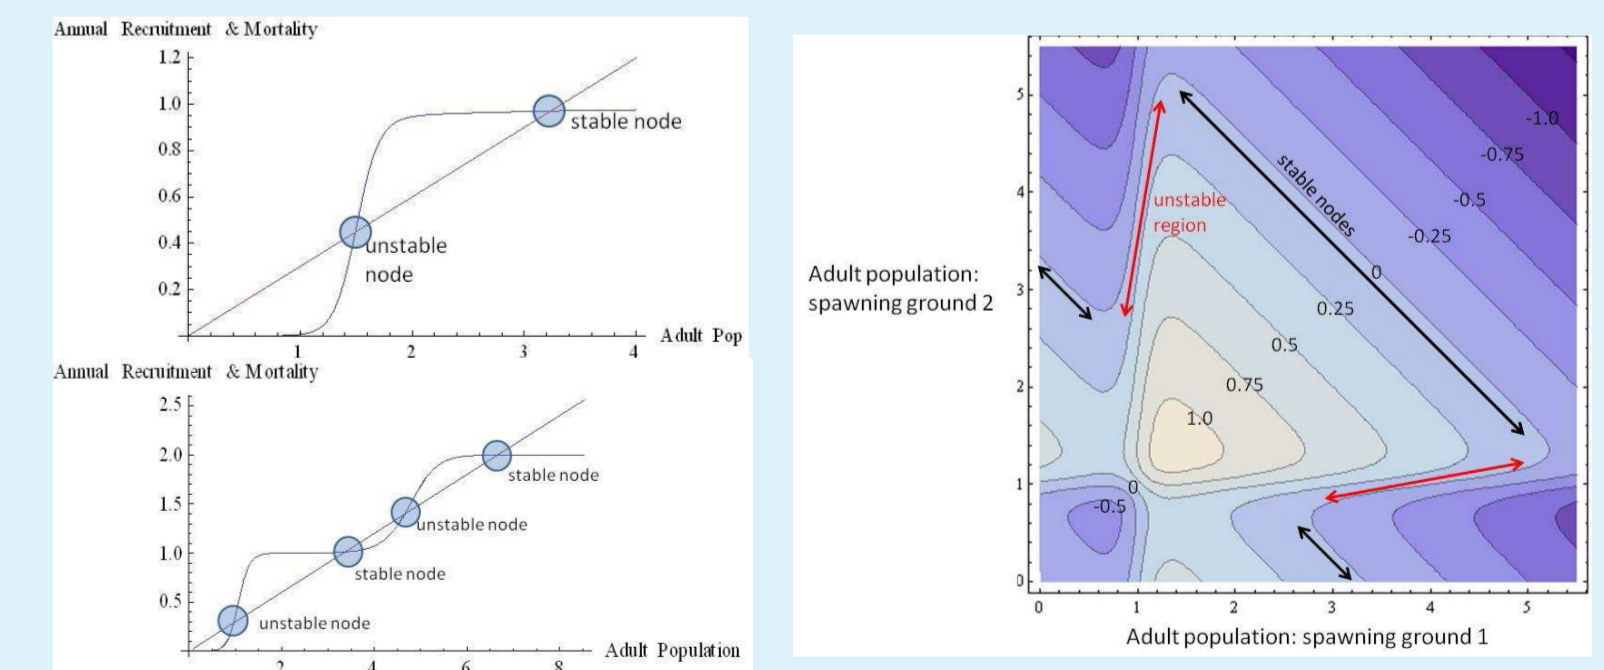 Annual Recruitment & Mortality
1.2
1.0
0.8
0.6
0.4
0.2
stable node
unstable
node
1
2
3
4
Adult Pop
Annual Recruitment & Mortality
2.5
2.0
1.5
1.0
0.5
stable node
unstable node
stable node
unstable node
2
4
6
8
Adult Population
Adult population:
spawning ground 2
5
4
3
2
1
0
-1.0
-0.75
-0.5
-0.25
0
0.25
0.5
0.75
1.0
0
-0.5
stable nodes
unstable
region
0
1
2
3
4
5
Adult population: spawning ground 1